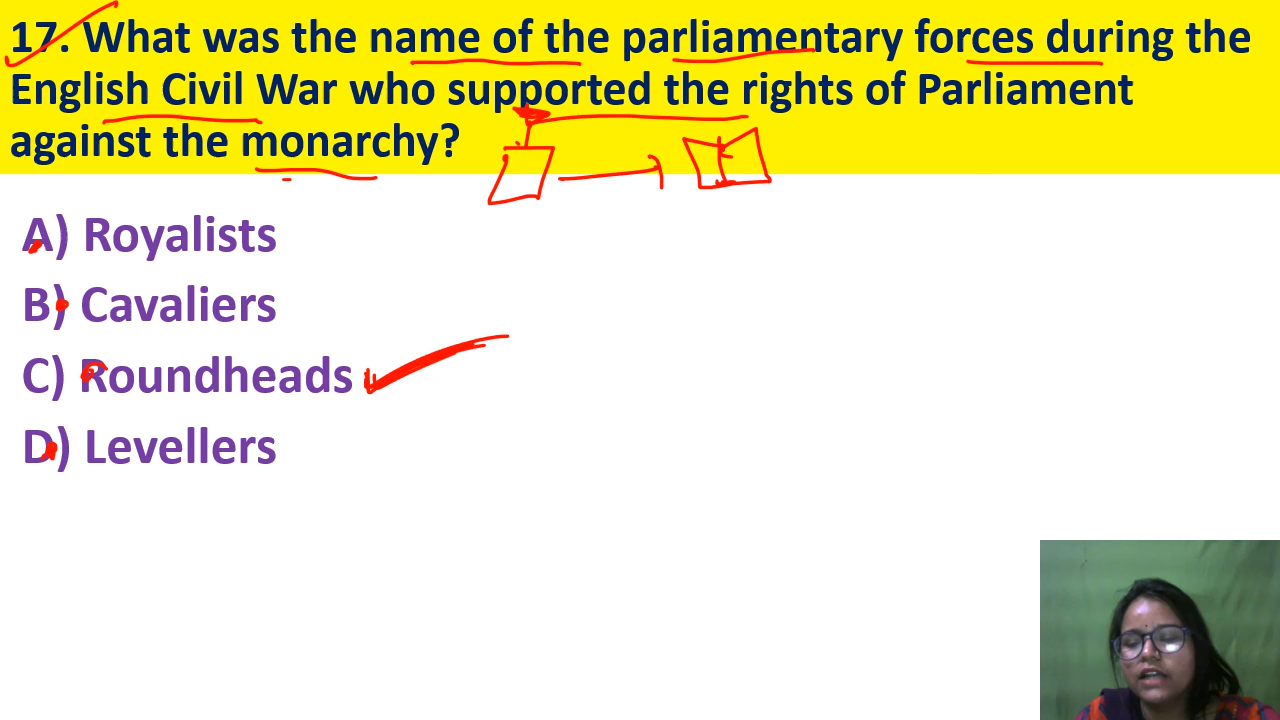 17. What was the name of the parliamentary forces during the
English Civil War who supported the rights of Parliament
against the monarchy?
A) Royalists
B) Cavaliers
C) Roundheads
D) Levellers